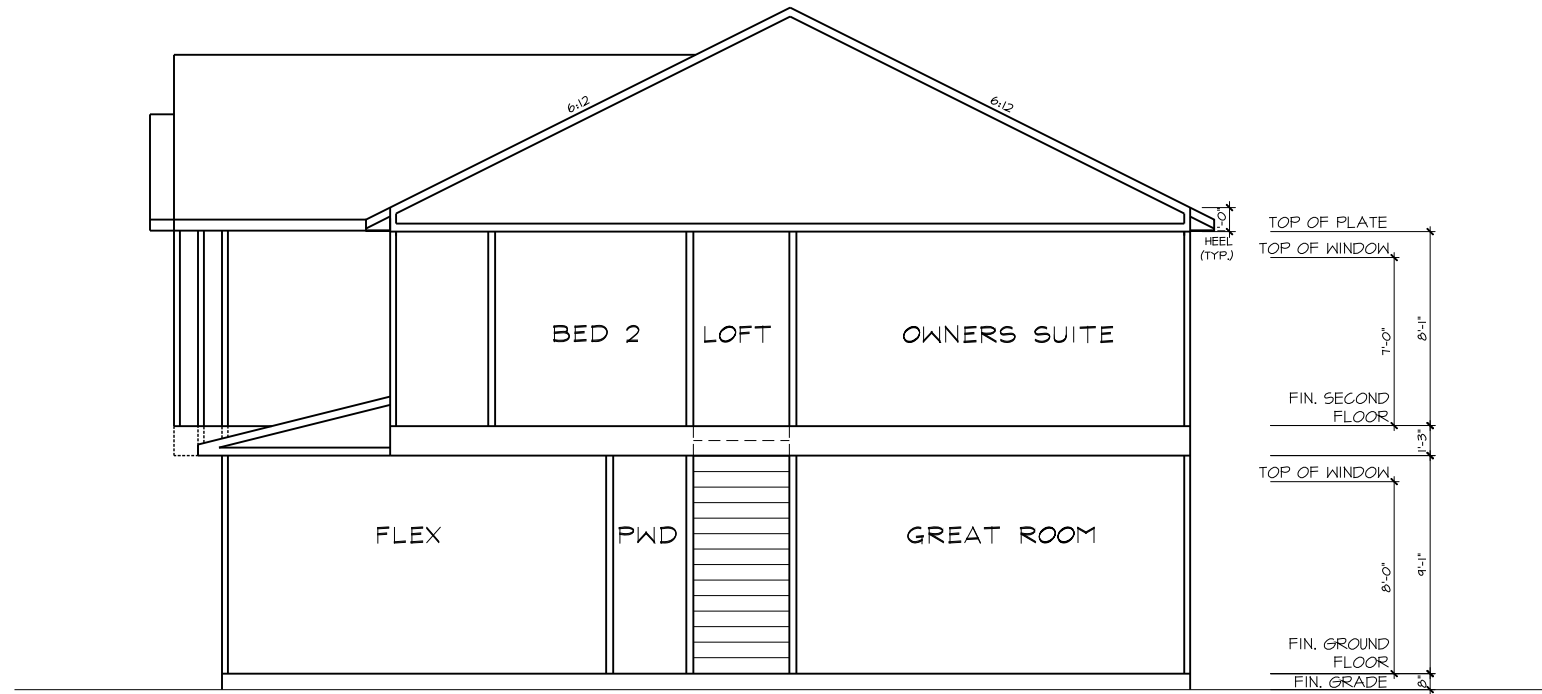 6:12
6:12
1'-0"
HEEL
(TYP.)
TOP OF PLATE
TOP OF WINDOW
BED 2
LOFT
OWNERS SUITE
7'-0"
8'-1"
FIN. SECOND
FLOOR
1'-3"
TOP OF WINDOW
FLEX
PWD
GREAT ROOM
8'-0"
9'-1"
FIN. GROUND
FLOOR
FIN. GRADE
8"